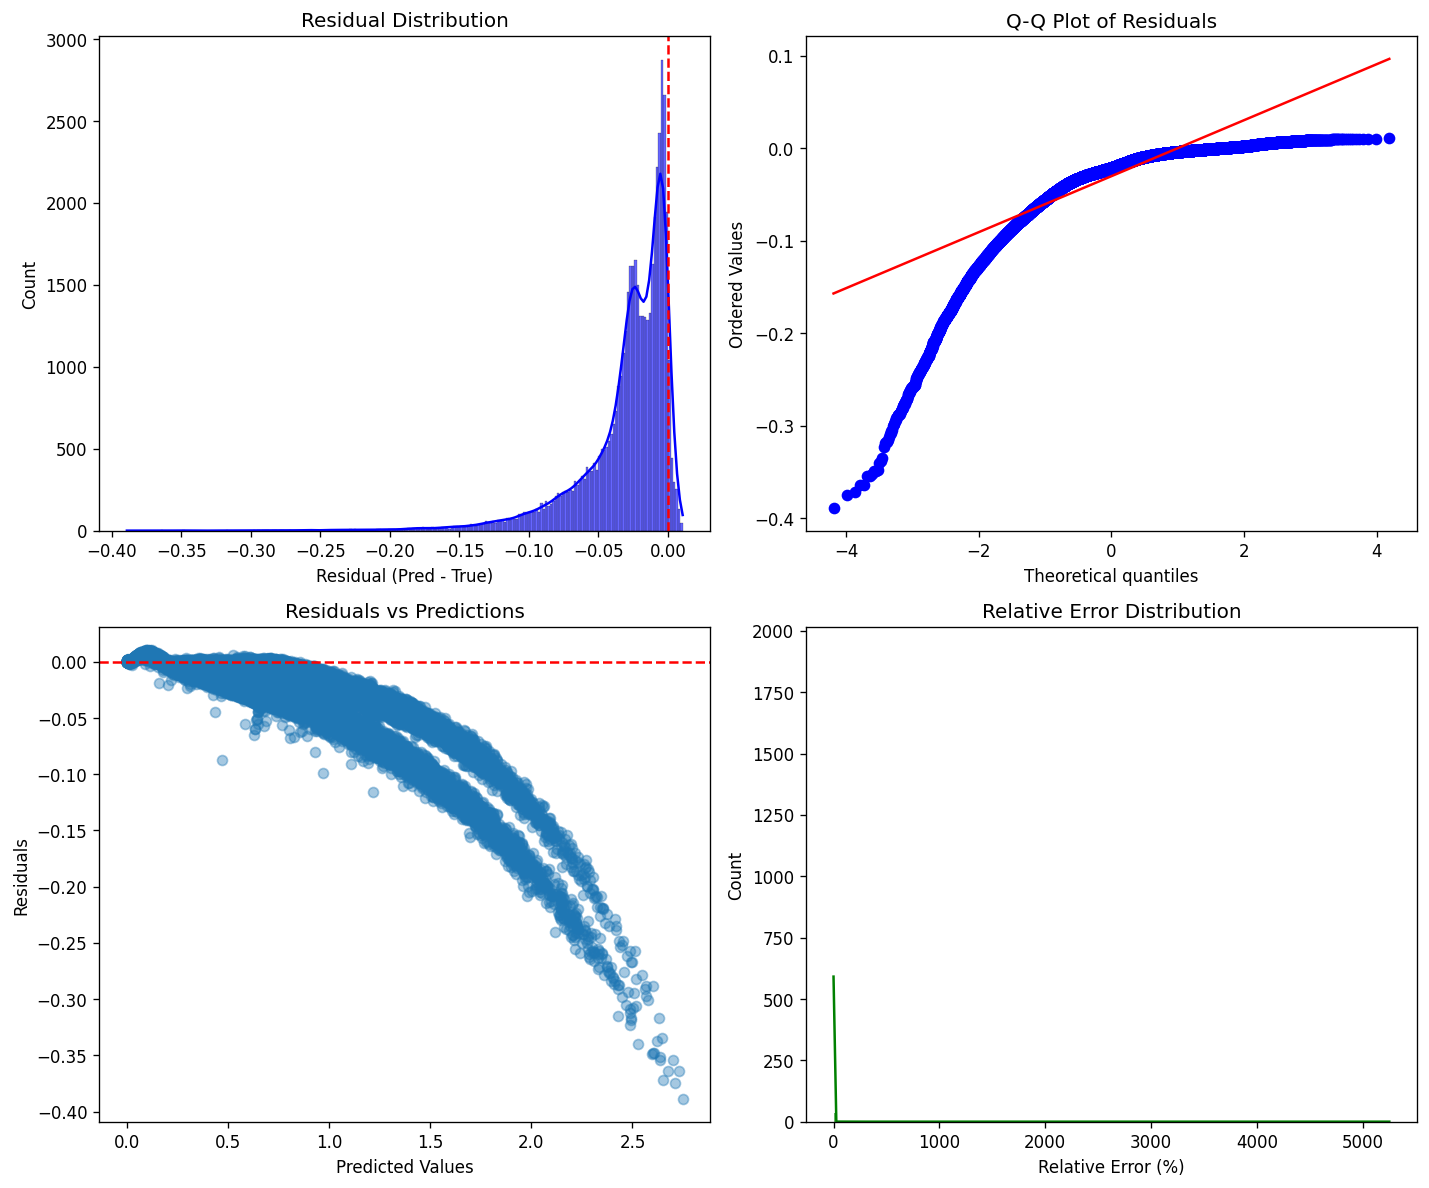 Residual Distribution
3000
2500
2000
1500
1000
500
0
Count
−0.40 −0.35 −0.30 −0.25 −0.20 −0.15 −0.10 −0.05 0.00
Residual (Pred - True)
Q-Q Plot of Residuals
0.1
0.0
−0.1
−0.2
−0.3
−0.4
Ordered Values
−4 −2 0 2 4
Theoretical quantiles
Residuals vs Predictions
0.00
−0.05
−0.10
−0.15
−0.20
−0.25
−0.30
−0.35
−0.40
Residuals
0.0 0.5 1.0 1.5 2.0 2.5
Predicted Values
Relative Error Distribution
2000
1750
1500
1250
1000
750
500
250
0
Count
0 1000 2000 3000 4000 5000
Relative Error (%)